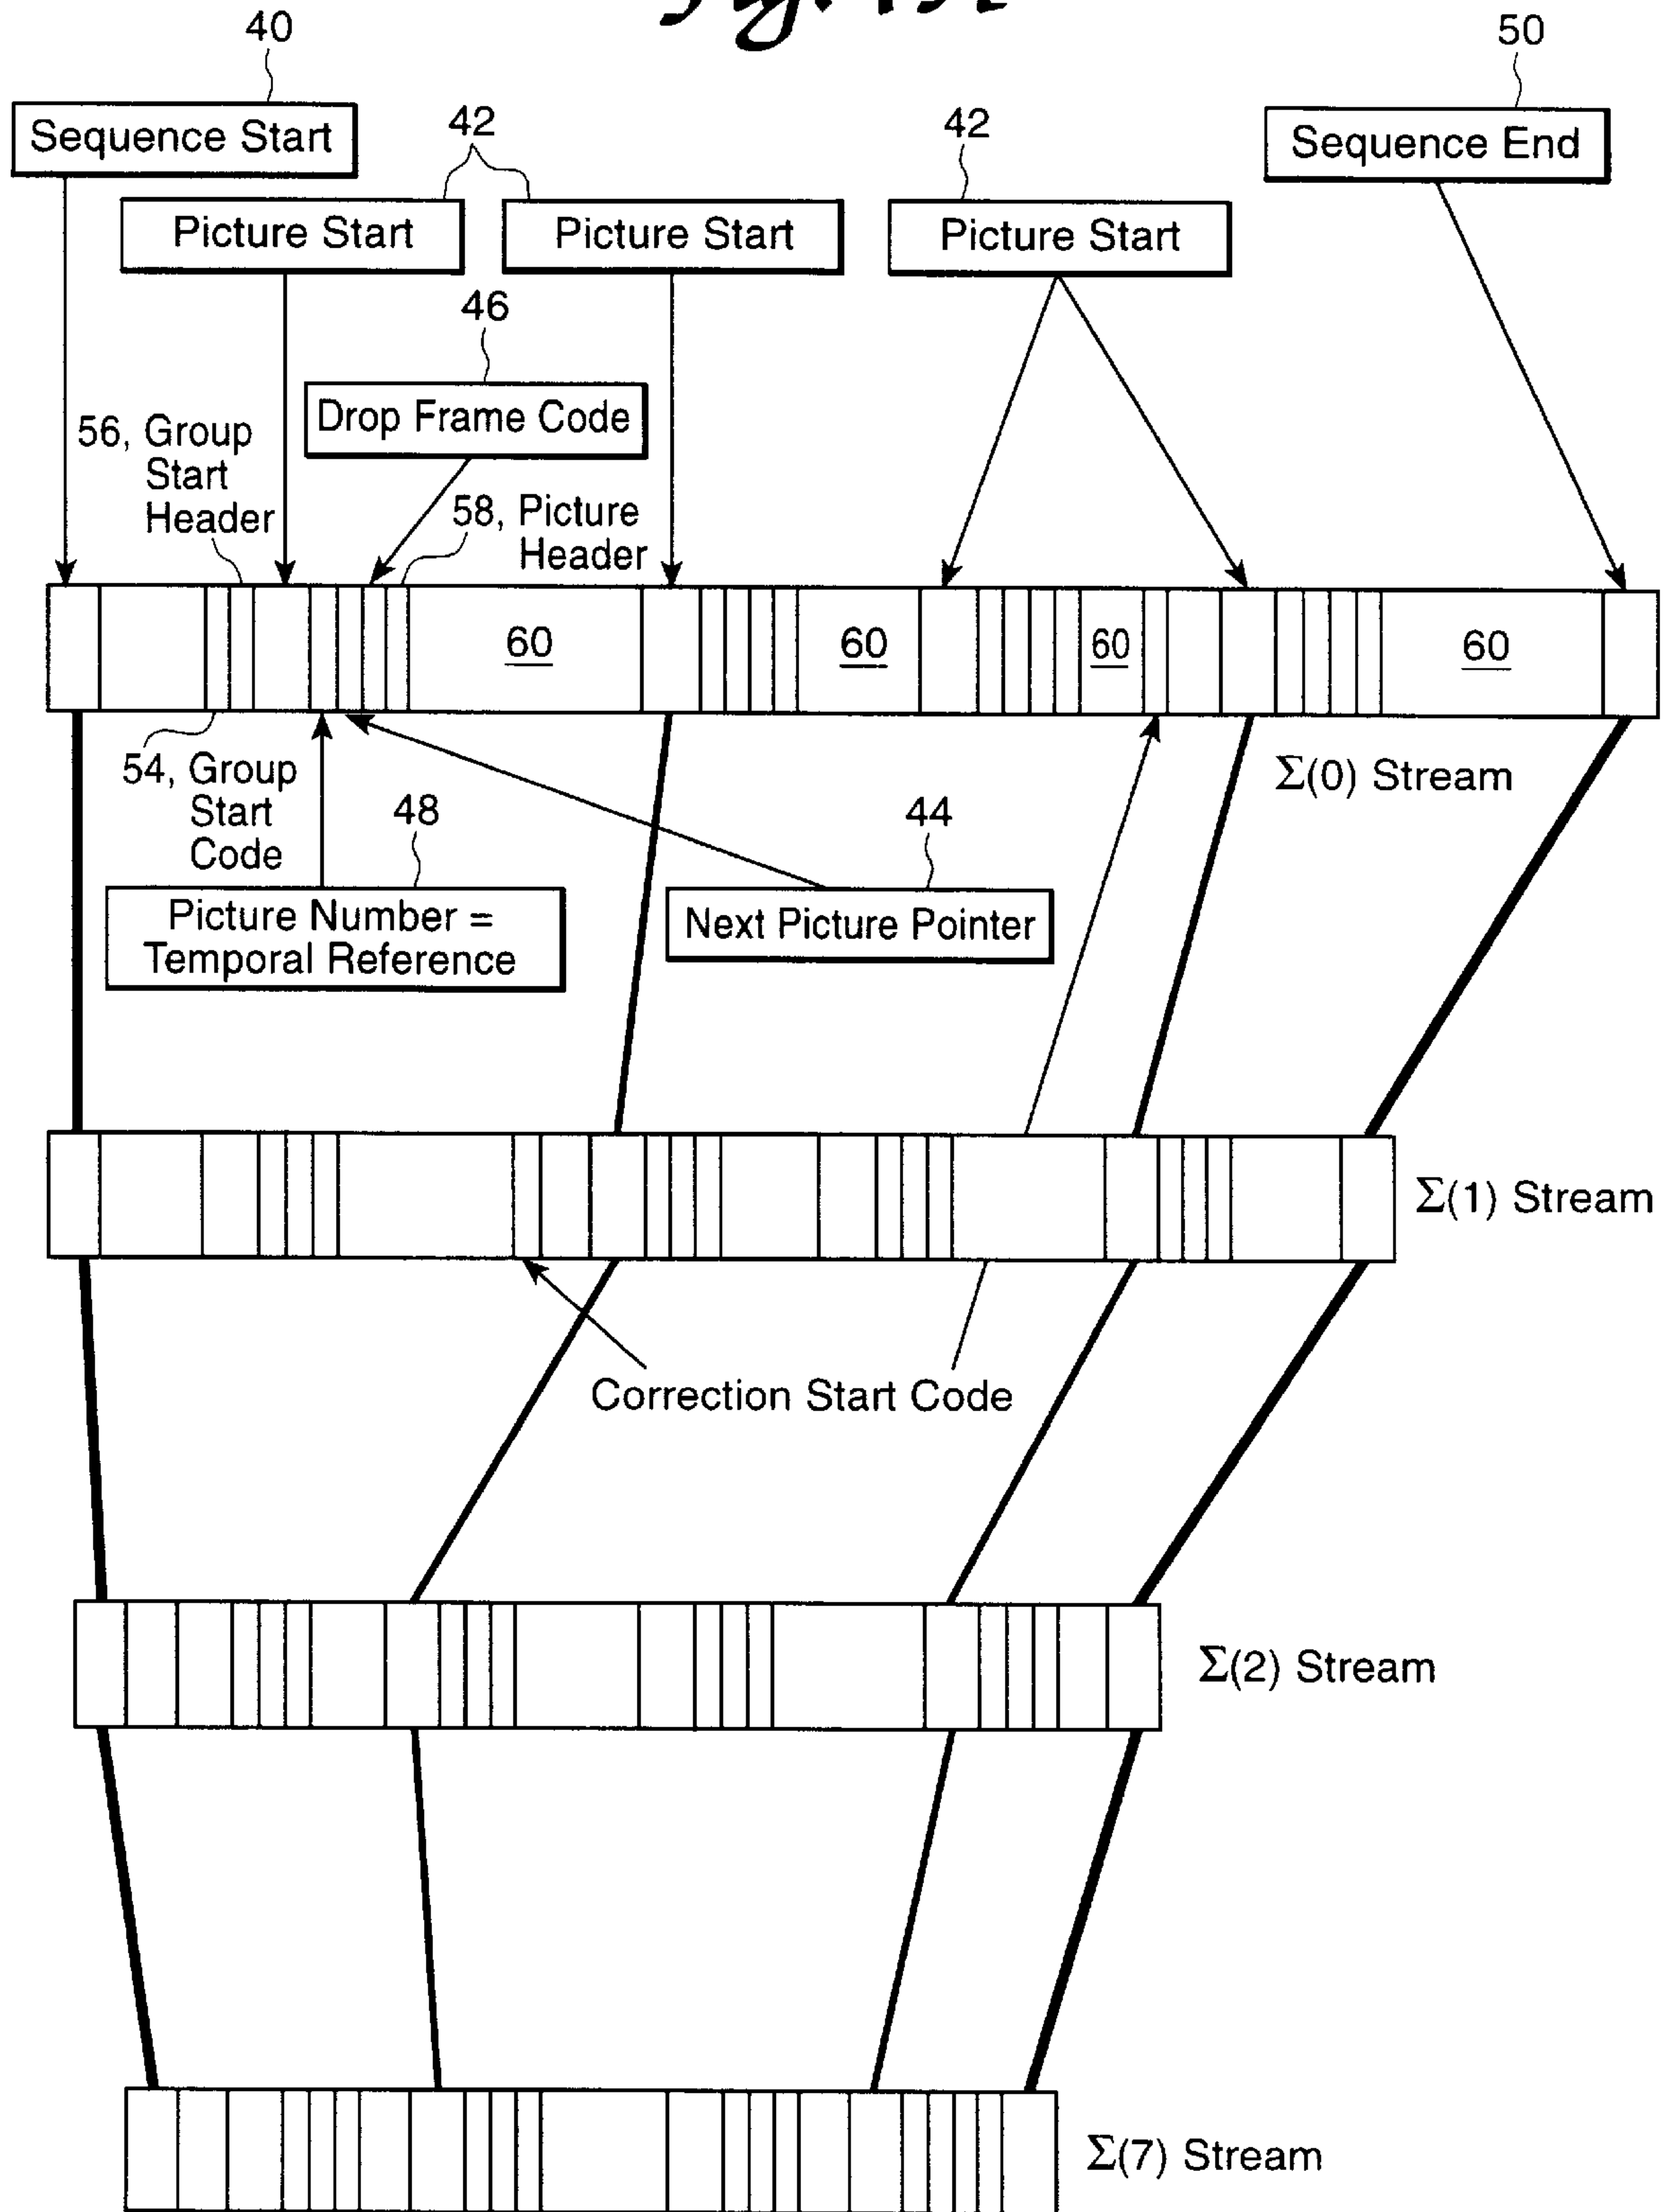 40
50
Sequence Start
42
42
Sequence End
Picture Start
Picture Start
Picture Start
46
Drop Frame Code
56, Group
Start
Header
58, Picture
Header
60
60
60
60
54, Group
Start
Code
Σ(0) Stream
48
44
Picture Number =
Temporal Reference
Next Picture Pointer
Σ(1) Stream
Correction Start Code
Σ(2) Stream
Σ(7) Stream